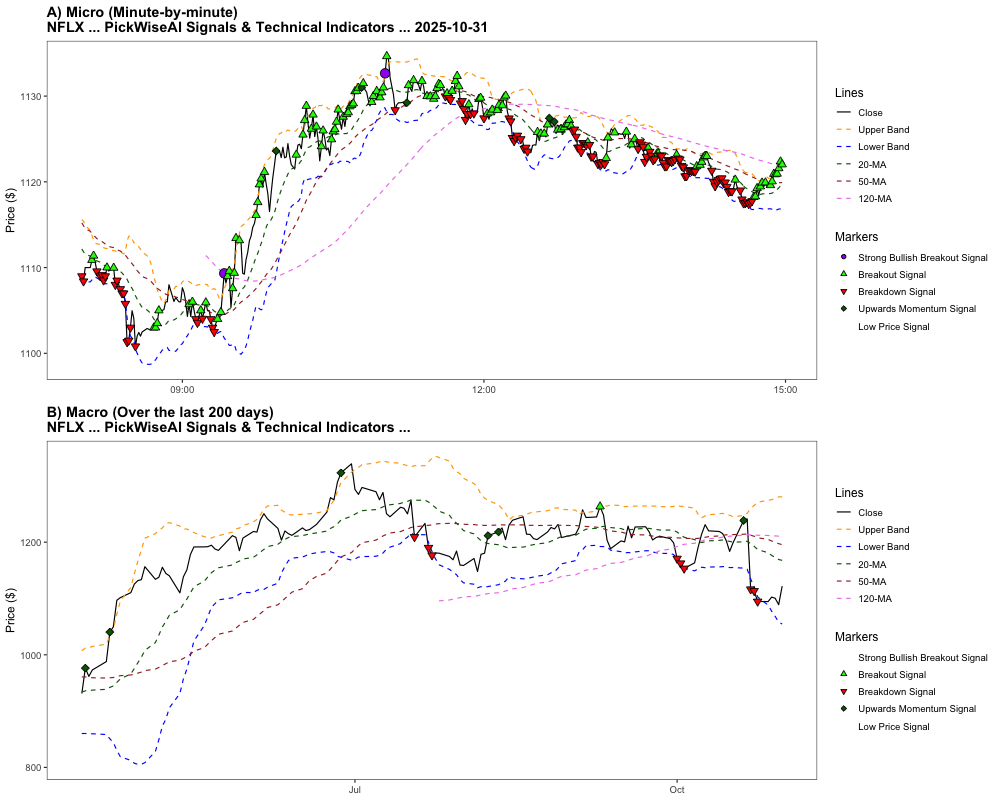 A) Micro (Minute-by-minute)
NFLX ... PickWiseAI Signals & Technical Indicators ... 2025-10-31
Price ($)
1130
1120
1110
1100
09:00
12:00
15:00
Lines
Close
Upper Band
Lower Band
20-MA
50-MA
120-MA
Markers
Strong Bullish Breakout Signal
Breakout Signal
Breakdown Signal
Upwards Momentum Signal
Low Price Signal
B) Macro (Over the last 200 days)
NFLX ... PickWiseAI Signals & Technical Indicators ...
Price ($)
1200
1000
800
Jul
Oct
Lines
Close
Upper Band
Lower Band
20-MA
50-MA
120-MA
Markers
Strong Bullish Breakout Signal
Breakout Signal
Breakdown Signal
Upwards Momentum Signal
Low Price Signal